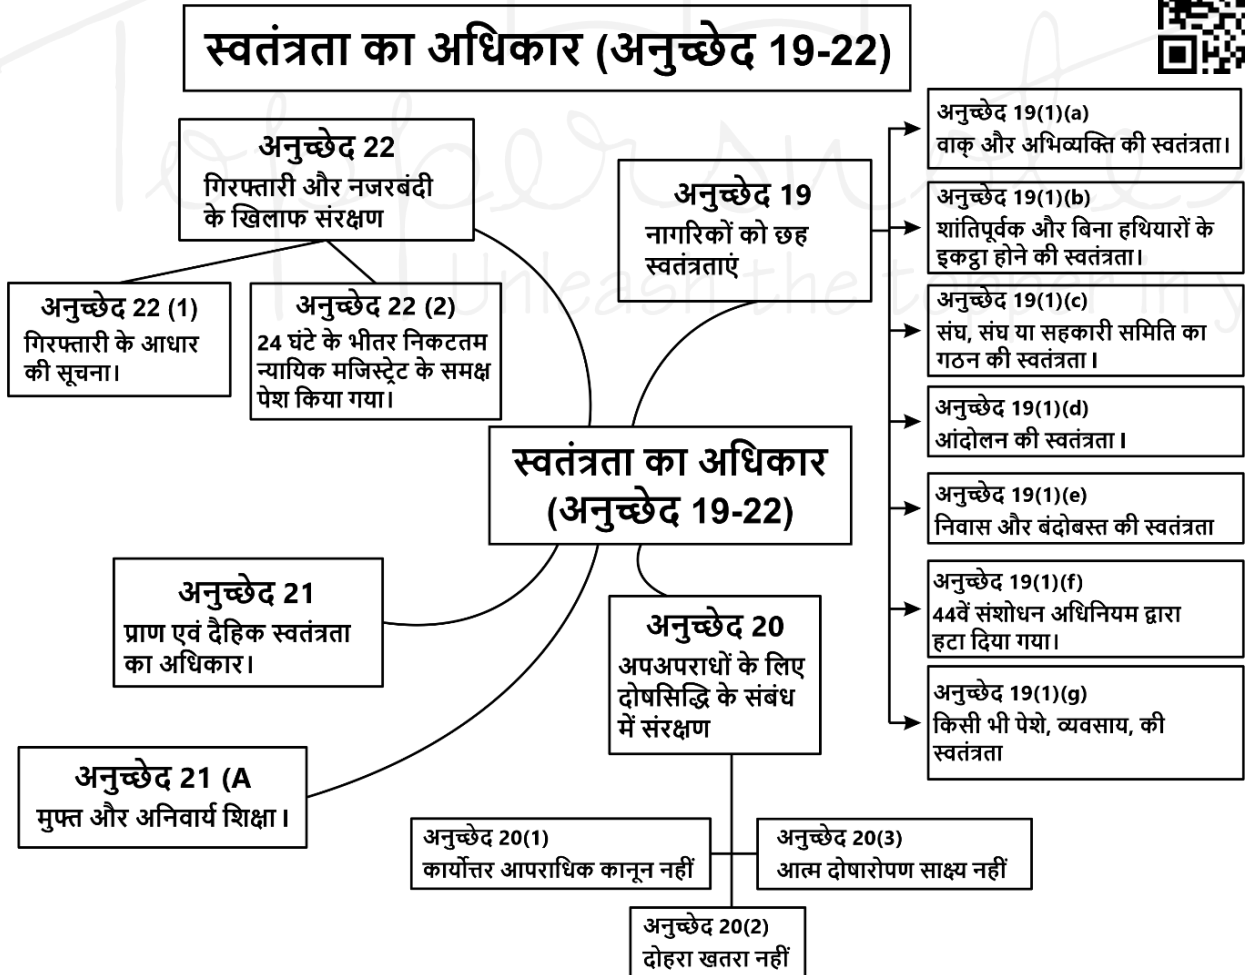 स्वतंत्रता का अधिकार (अनुच्छेद 19-22)
अनुच्छेद 22
गिरफ्तारी और नजरबंदी
के खिलाफ संरक्षण
अनुच्छेद 22 (1)
गिरफ्तारी के आधार
की सूचना।
अनुच्छेद 22 (2)
24 घंटे के भीतर निकटतम
न्यायिक मजिस्ट्रेट के समक्ष
पेश किया गया।
अनुच्छेद 19
नागरिकों को छह
स्वतंत्रताएं
अनुच्छेद 19(1)(a)
वाक् और अभिव्यक्ति की स्वतंत्रता।
अनुच्छेद 19(1)(b)
शांतिपूर्वक और बिना हथियारों के
इकट्ठा होने की स्वतंत्रता।
अनुच्छेद 19(1)(c)
संघ, संघ या सहकारी समिति का
गठन की स्वतंत्रता।
अनुच्छेद 19(1)(d)
आंदोलन की स्वतंत्रता।
अनुच्छेद 19(1)(e)
निवास और बंदोबस्त की स्वतंत्रता
अनुच्छेद 19(1)(f)
44वें संशोधन अधिनियम द्वारा
हटा दिया गया।
अनुच्छेद 19(1)(g)
किसी भी पेशे, व्यवसाय, की
स्वतंत्रता
स्वतंत्रता का अधिकार
(अनुच्छेद 19-22)
अनुच्छेद 21
प्राण एवं दैहिक स्वतंत्रता
का अधिकार।
अनुच्छेद 21 (A
मुफ्त और अनिवार्य शिक्षा।
अनुच्छेद 20
अपअपराधों के लिए
दोषसिद्धि के संबंध
में संरक्षण
अनुच्छेद 20(1)
कार्योत्तर आपराधिक कानून नहीं
अनुच्छेद 20(3)
आत्म दोषारोपण साक्ष्य नहीं
अनुच्छेद 20(2)
दोहरा खतरा नहीं
Toppersnotes
Unleash the topper in y